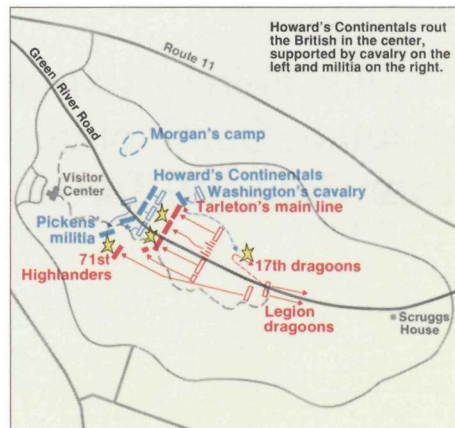 Howard's Continentals rout
the British in the center,
supported by cavalry on the
left and militia on the right.
Route 11
Green River Road
Morgan's camp
Howard's Continentals
Washington's cavalry
Tarleton's main line
Visitor
Center
Pickens'
militia
71st
Highlanders
17th dragoons
Legion
dragoons
Scruggs
House